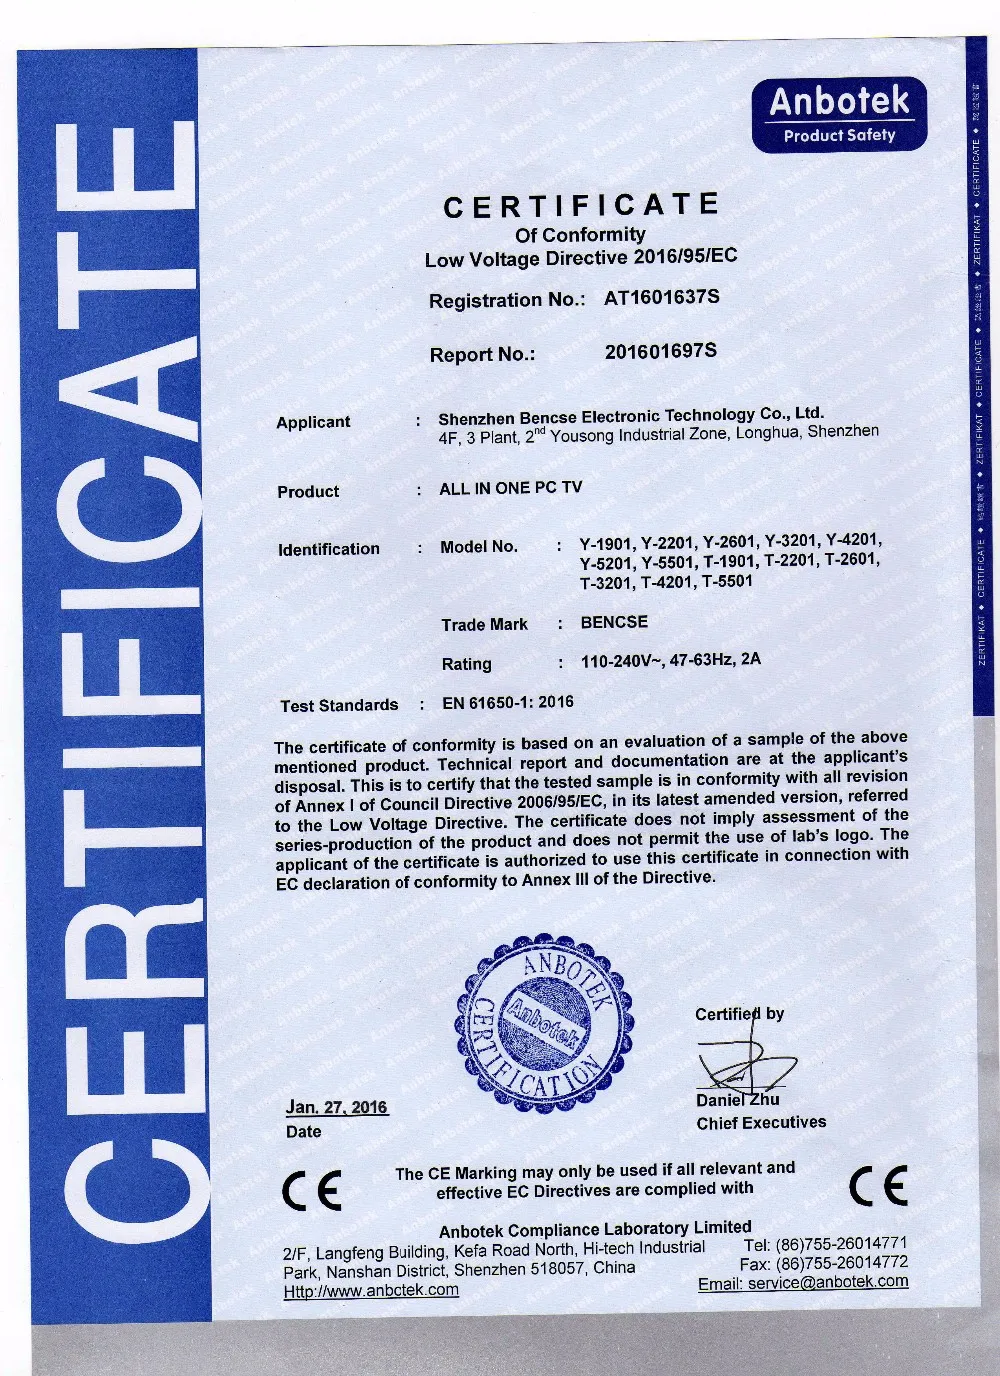 CERTIFICATE
Anbotek
Product Safety
CERTIFICATE
Of Conformity
Low Voltage Directive 2016/95/EC
Registration No.: AT1601637S
Report No.: 201601697S
Applicant : Shenzhen Bencse Electronic Technology Co., Ltd.
4F, 3 Plant, 2nd Yousong Industrial Zone, Longhua, Shenzhen
Product : ALL IN ONE PC TV
Identification : Model No. : Y-1901, Y-2201, Y-2601, Y-3201, Y-4201,
Y-5201, Y-5501, T-1901, T-2201, T-2601,
T-3201, T-4201, T-5501
Trade Mark : BENCSE
Rating : 110-240V~, 47-63Hz, 2A
Test Standards : EN 61650-1: 2016
The certificate of conformity is based on an evaluation of a sample of the above
mentioned product. Technical report and documentation are at the applicant's
disposal. This is to certify that the tested sample is in conformity with all revision
of Annex I of Council Directive 2006/95/EC, in its latest amended version, referred
to the Low Voltage Directive. The certificate does not imply assessment of the
series-production of the product and does not permit the use of lab's logo. The
applicant of the certificate is authorized to use this certificate in connection with
EC declaration of conformity to Annex III of the Directive.
ANBOTEK
Anbotek
CERTIFICATION
Certified by
Daniel Zhu
Chief Executives
Jan. 27, 2016
Date
CE
The CE Marking may only be used if all relevant and
effective EC Directives are complied with
CE
Anbotek Compliance Laboratory Limited
2/F, Langfeng Building, Kefa Road North, Hi-tech Industrial
Park, Nanshan District, Shenzhen 518057, China
Http://www.anbctek.com
Tel: (86)755-26014771
Fax: (86)755-26014772
Email: service@anbotek.com
ZERTIFIKAT ◆ CERTIFICATE ◆ ZERTIFIKAT ◆ CERTIFICATE ◆ ZERTIFIKAT ◆ CERTIFICATE ◆